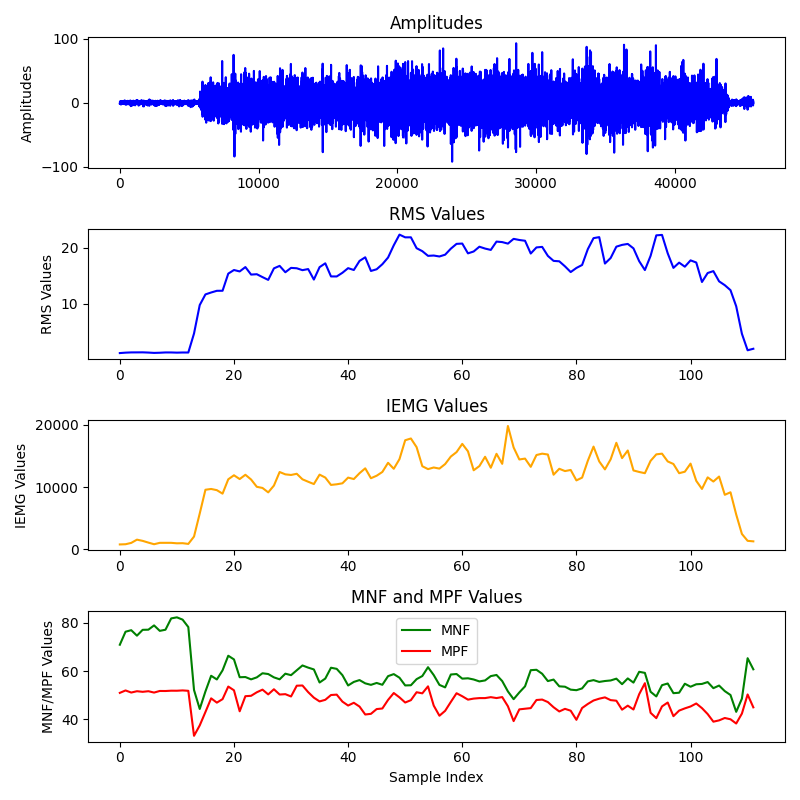 Amplitudes
Amplitudes
100
0
−100
0 10000 20000 30000 40000
RMS Values
RMS Values
20
10
0 20 40 60 80 100
IEMG Values
IEMG Values
20000
10000
0
0 20 40 60 80 100
MNF and MPF Values
MNF/MPF Values
80
60
40
MNF
MPF
0 20 40 60 80 100
Sample Index